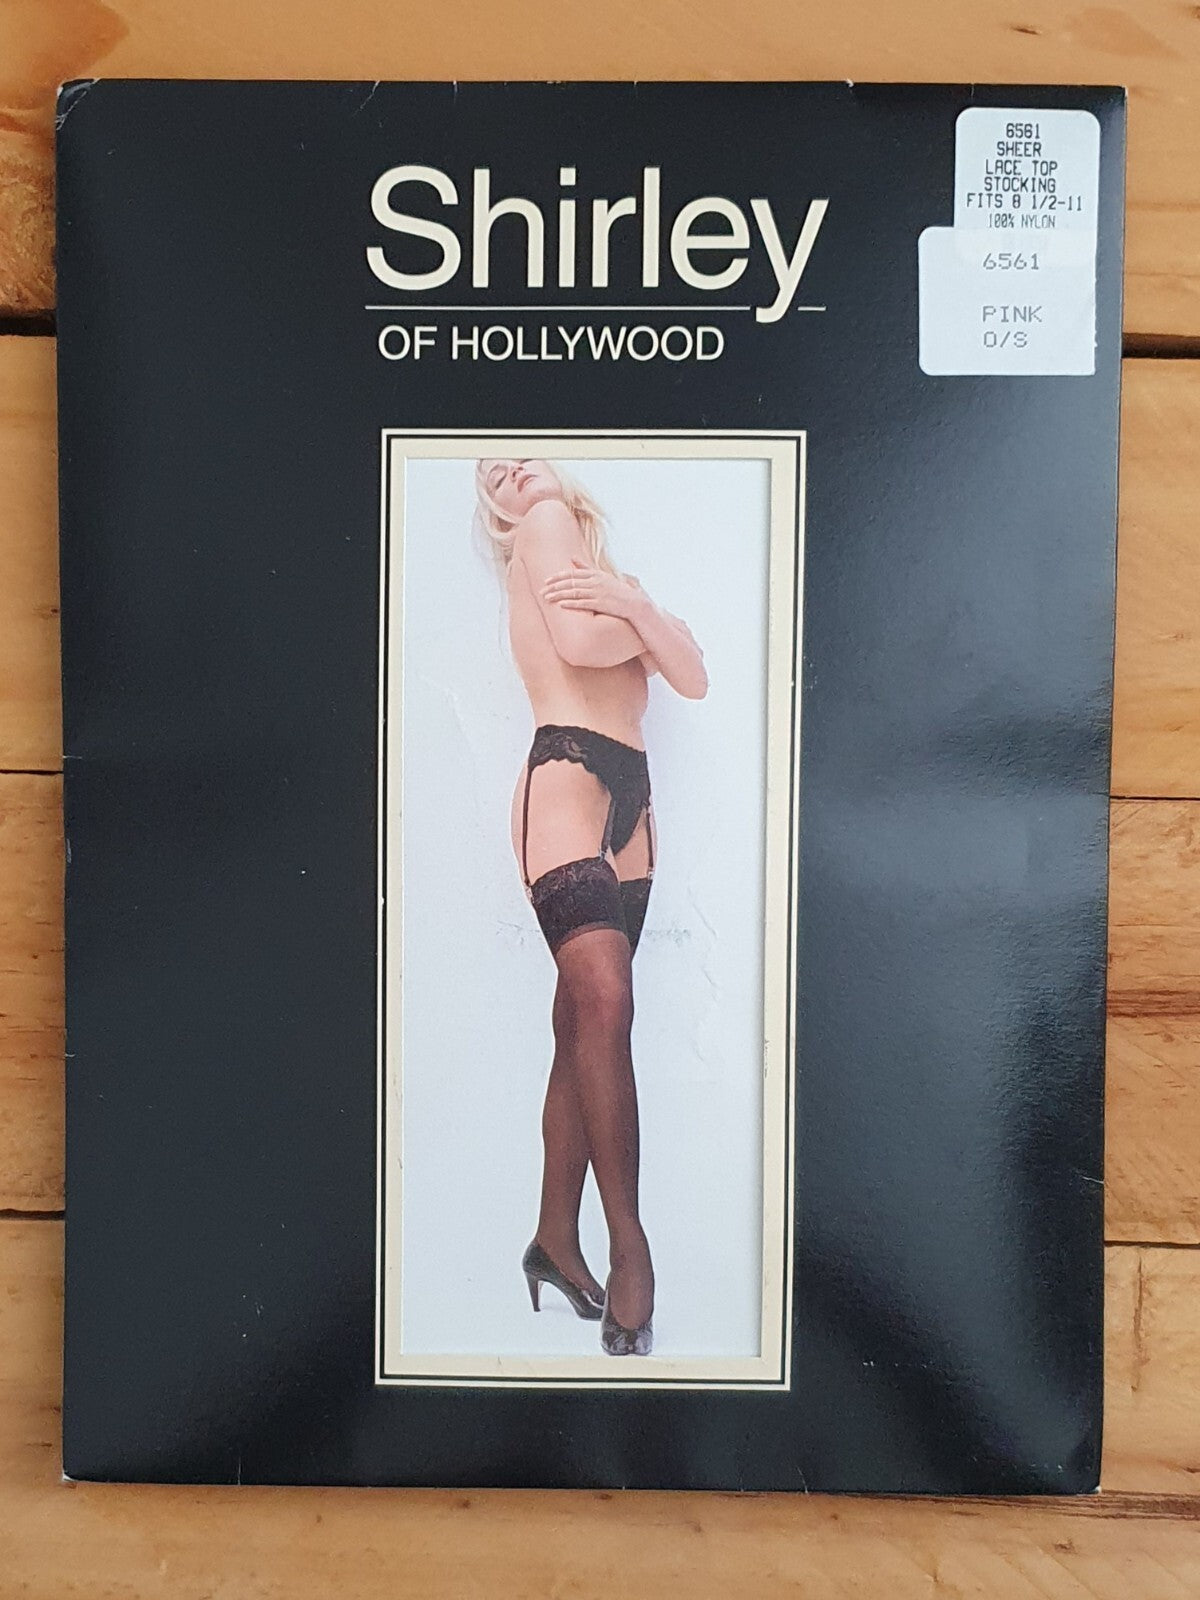 Shirley
OF HOLLYWOOD
6561
SHEER
LACE TOP
STOCKING
FITS 8 1/2-11
100% NYLON
6561
PINK
O/S